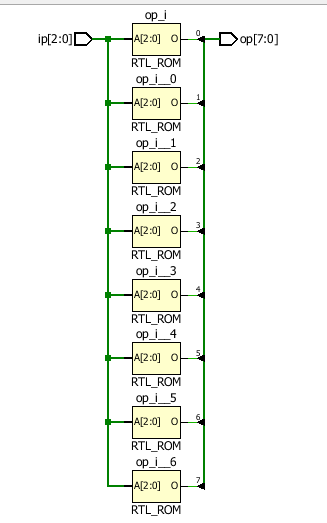 op_i
ip[2:0] A[2:0] O 0 op[7:0]
RTL_ROM
op_i__0
A[2:0] O 1
RTL_ROM
op_i__1
A[2:0] O 2
RTL_ROM
op_i__2
A[2:0] O 3
RTL_ROM
op_i__3
A[2:0] O 4
RTL_ROM
op_i__4
A[2:0] O 5
RTL_ROM
op_i__5
A[2:0] O 6
RTL_ROM
op_i__6
A[2:0] O 7
RTL_ROM